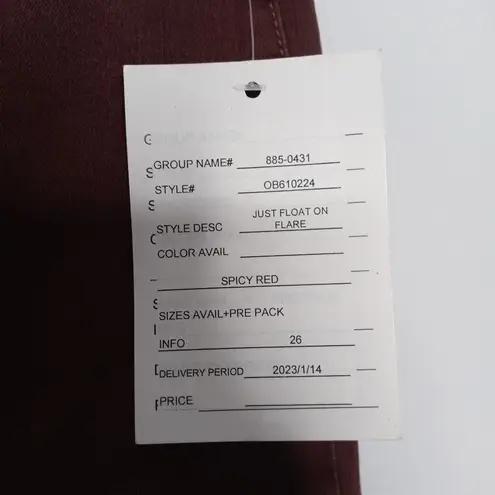 GROUP NAME# 885-0431
STYLE# OB610224
STYLE DESC JUST FLOAT ON
FLARE
COLOR AVAIL
SPICY RED
SIZES AVAIL+PRE PACK
INFO 26
DELIVERY PERIOD 2023/1/14
PRICE